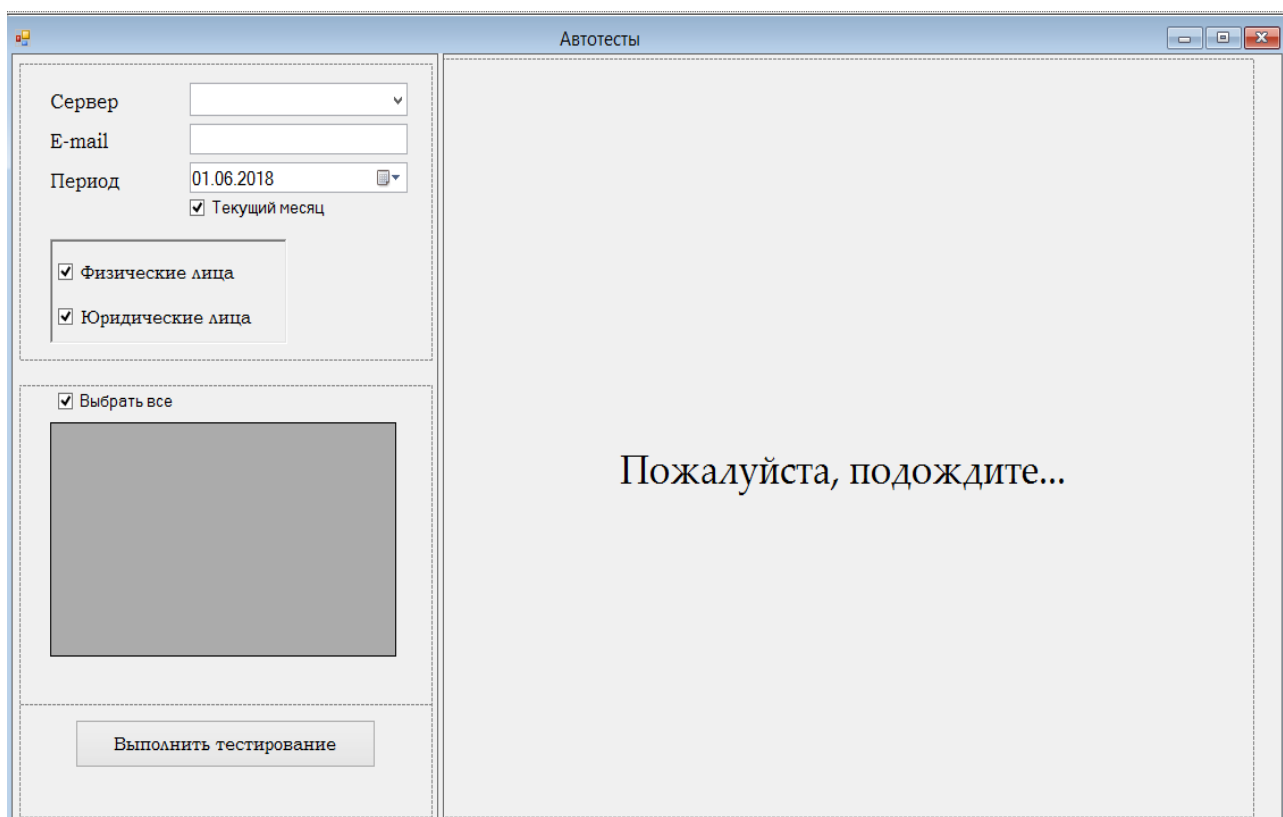 Автотесты
Сервер
E-mail
Период
01.06.2018
Текущий месяц
Физические лица
Юридические лица
Выбрать все
Выполнить тестирование
Пожалуйста, подождите...